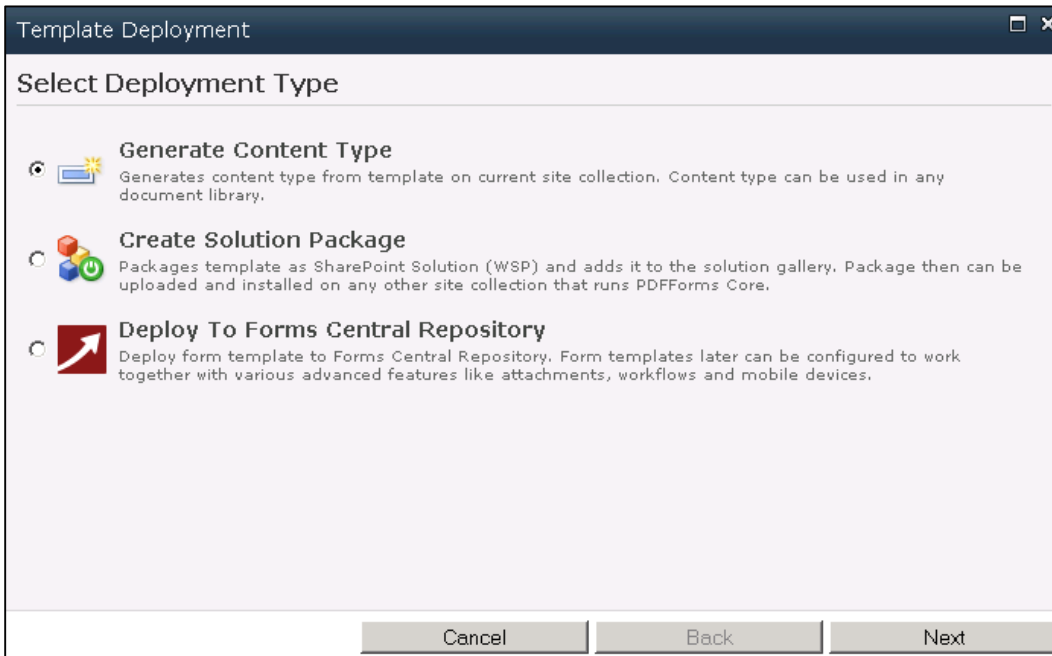 Template Deployment
Select Deployment Type
Generate Content Type
Generates content type from template on current site collection. Content type can be used in any
document library.
Create Solution Package
Packages template as SharePoint Solution (WSP) and adds it to the solution gallery. Package then can be
uploaded and installed on any other site collection that runs PDFForms Core.
Deploy To Forms Central Repository
Deploy form template to Forms Central Repository. Form templates later can be configured to work
together with various advanced features like attachments, workflows and mobile devices.
Cancel Back Next